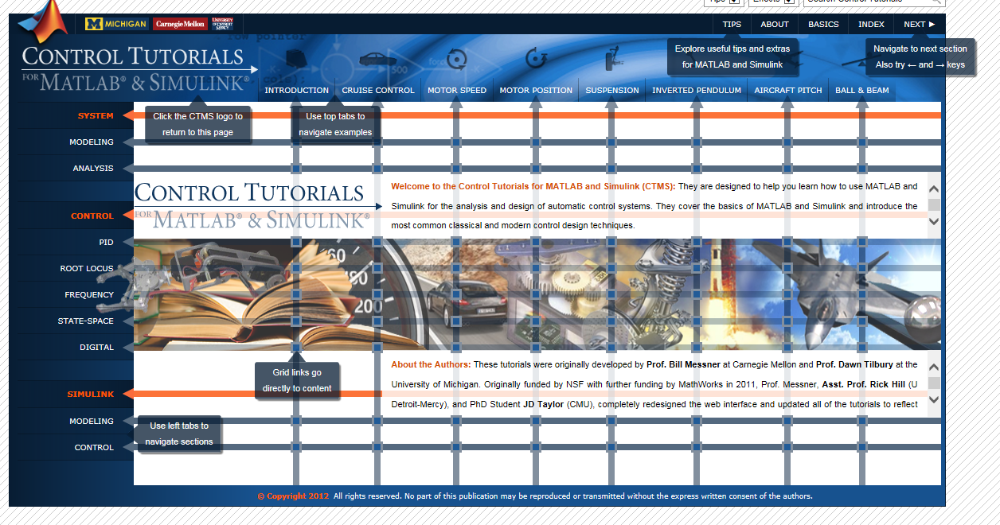 Tips
Effects
Search Control Tutorials
MICHIGAN
Carnegie Mellon
TIPS
ABOUT
BASICS
INDEX
NEXT ►
Explore useful tips and extras
for MATLAB and Simulink
Navigate to next section
Also try ← and → keys
CONTROL TUTORIALS
FOR MATLAB® & SIMULINK®
INTRODUCTION
CRUISE CONTROL
MOTOR SPEED
MOTOR POSITION
SUSPENSION
INVERTED PENDULUM
AIRCRAFT PITCH
BALL & BEAM
Click the CTMS logo to
return to this page
Use top tabs to
navigate examples
SYSTEM
MODELING
ANALYSIS
CONTROL
PID
ROOT LOCUS
FREQUENCY
STATE-SPACE
DIGITAL
SIMULINK
MODELING
CONTROL
CONTROL TUTORIALS
FOR MATLAB® & SIMULINK®
Welcome to the Control Tutorials for MATLAB and Simulink (CTMS): They are designed to help you learn how to use MATLAB and
Simulink for the analysis and design of automatic control systems. They cover the basics of MATLAB and Simulink and introduce the
most common classical and modern control design techniques.
200
Grid links go
directly to content
About the Authors: These tutorials were originally developed by Prof. Bill Messner at Carnegie Mellon and Prof. Dawn Tilbury at the
University of Michigan. Originally funded by NSF with further funding by MathWorks in 2011, Prof. Messner, Asst. Prof. Rick Hill (U
Detroit-Mercy), and PhD Student JD Taylor (CMU), completely redesigned the web interface and updated all of the tutorials to reflect
Use left tabs to
navigate sections
© Copyright 2012 All rights reserved. No part of this publication may be reproduced or transmitted without the express written consent of the authors.